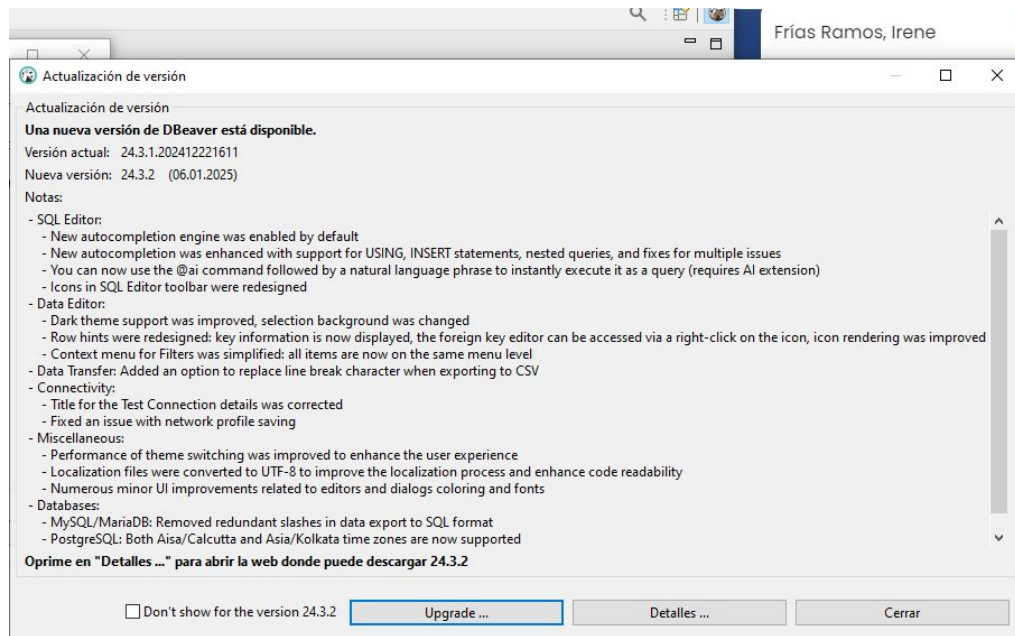 Frías Ramos, Irene
Actualización de versión
Actualización de versión
Una nueva versión de DBeaver está disponible.
Versión actual: 24.3.1.202412221611
Nueva versión: 24.3.2 (06.01.2025)
Notas:
- SQL Editor:
- New autocompletion engine was enabled by default
- New autocompletion was enhanced with support for USING, INSERT statements, nested queries, and fixes for multiple issues
- You can now use the @ai command followed by a natural language phrase to instantly execute it as a query (requires AI extension)
- Icons in SQL Editor toolbar were redesigned
- Data Editor:
- Dark theme support was improved, selection background was changed
- Row hints were redesigned: key information is now displayed, the foreign key editor can be accessed via a right-click on the icon, icon rendering was improved
- Context menu for Filters was simplified: all items are now on the same menu level
- Data Transfer: Added an option to replace line break character when exporting to CSV
- Connectivity:
- Title for the Test Connection details was corrected
- Fixed an issue with network profile saving
- Miscellaneous:
- Performance of theme switching was improved to enhance the user experience
- Localization files were converted to UTF-8 to improve the localization process and enhance code readability
- Numerous minor UI improvements related to editors and dialogs coloring and fonts
- Databases:
- MySQL/MariaDB: Removed redundant slashes in data export to SQL format
- PostgreSQL: Both Aisa/Calcutta and Asia/Kolkata time zones are now supported
Oprime en "Detalles ..." para abrir la web donde puede descargar 24.3.2
Don't show for the version 24.3.2
Upgrade ...
Detalles ...
Cerrar